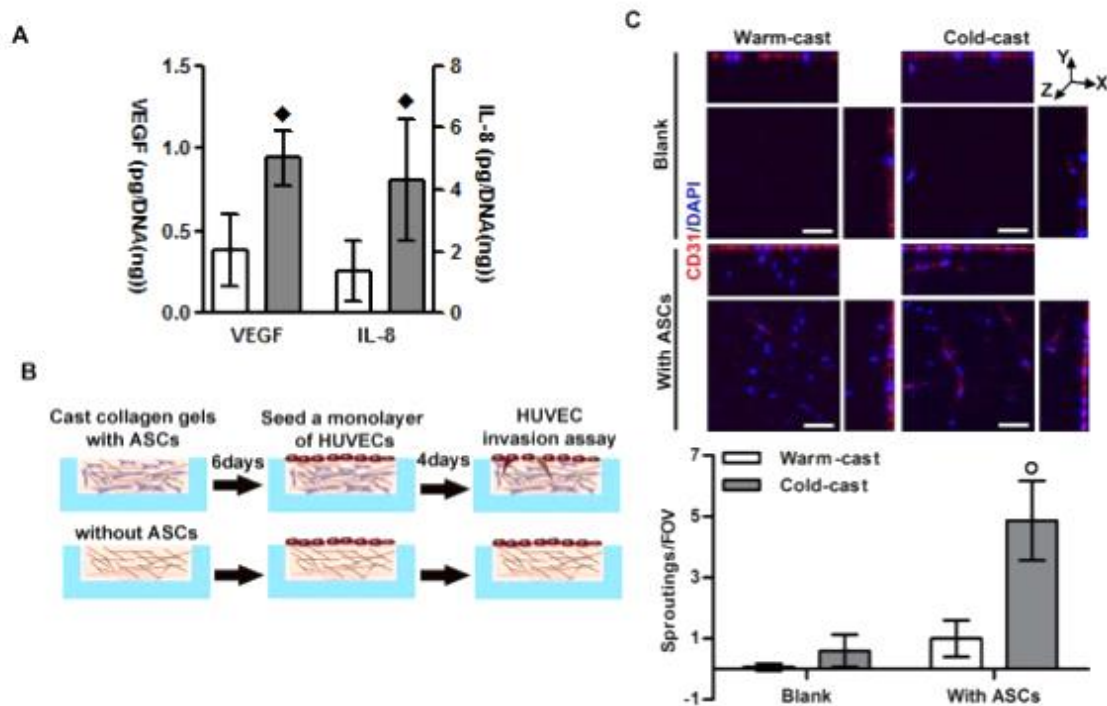 A
1.5
1.0
0.5
0.0
VEGF (pg/DNA(ng))
8
6
4
2
0
IL-8 (pg/DNA(ng))
VEGF IL-8
B
Cast collagen gels
with ASCs
6days
Seed a monolayer
of HUVECs
4days
HUVEC
invasion assay
without ASCs
C
Warm-cast Cold-cast
Y
X
Z
Blank
With ASCs
CD31/DAPI
Warm-cast
Cold-cast
7
5
3
1
-1
Sproutings/FOV
Blank With ASCs